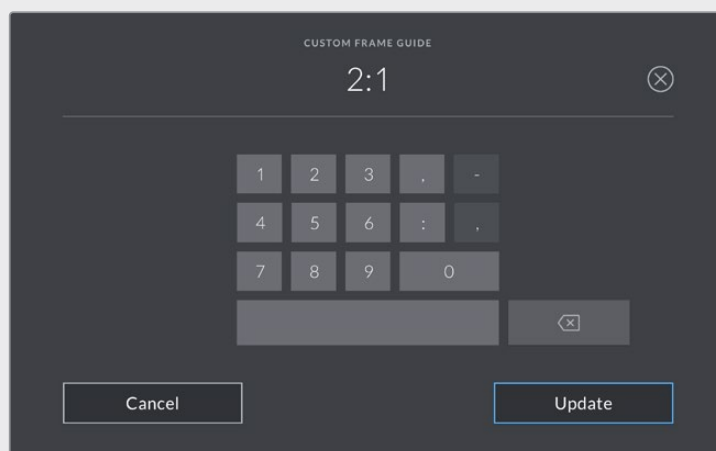 CUSTOM FRAME GUIDE
2:1
1 2 3 , -
4 5 6 : ,
7 8 9 0
Cancel Update